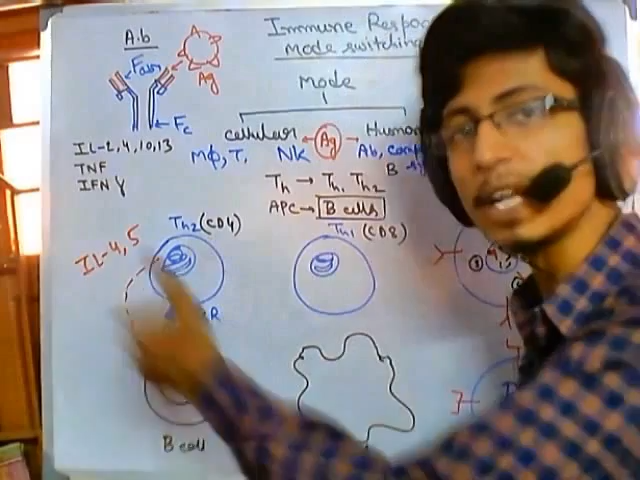 A.b
Immune Respo
mode switching
Fab
Ag
mode
Fc
cellular
Ag
Humor
IL-2,4,10,13
MΦ, T, NK
Ab, comp
TNF
B
IFN γ
Th → Th1 Th2
APC → B cells
Th2 (CD4)
Th1 (CD8)
IL-4,5
R
1
B cell